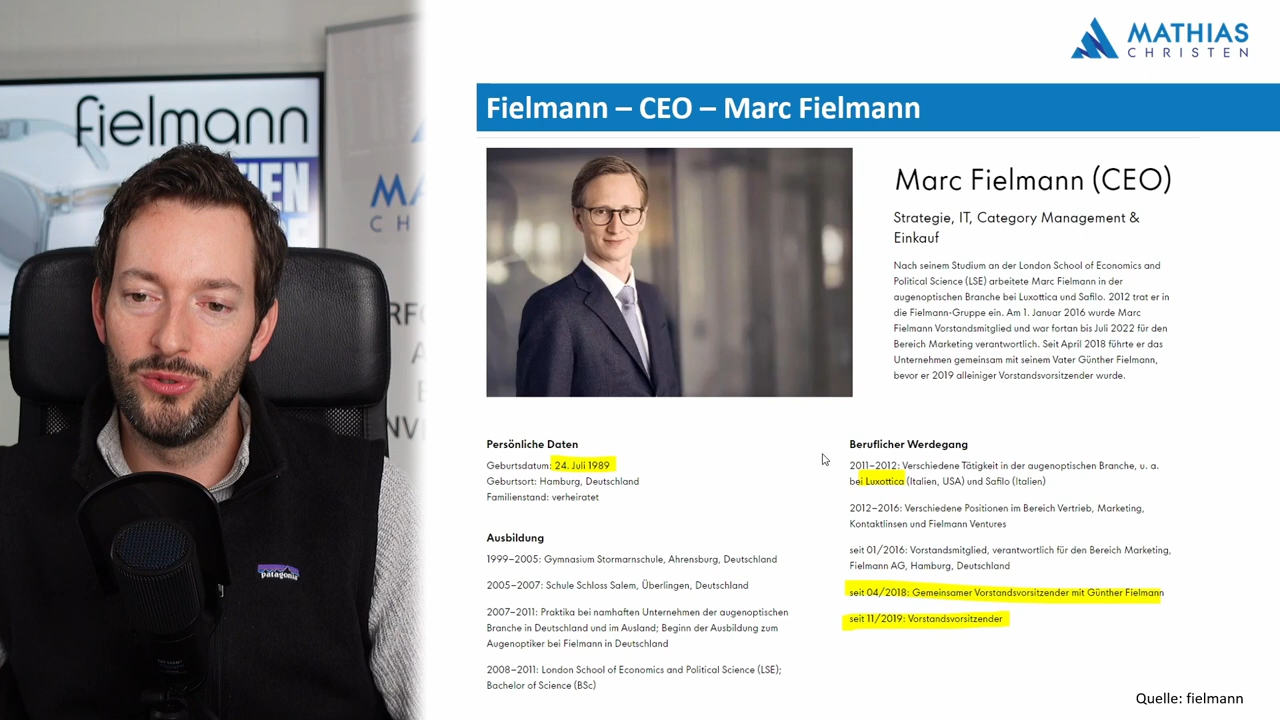 MATHIAS
CHRISTEN
fielmann
Fielmann – CEO – Marc Fielmann
Marc Fielmann (CEO)
Strategie, IT, Category Management &
Einkauf
Nach seinem Studium an der London School of Economics and
Political Science (LSE) arbeitete Marc Fielmann in der
augenoptischen Branche bei Luxottica und Safilo. 2012 trat er in
die Fielmann-Gruppe ein. Am 1. Januar 2016 wurde Marc
Fielmann Vorstandsmitglied und war fortan bis Juli 2022 für den
Bereich Marketing verantwortlich. Seit April 2018 führte er das
Unternehmen gemeinsam mit seinem Vater Günther Fielmann,
bevor er 2019 alleiniger Vorstandsvorsitzender wurde.
Persönliche Daten
Geburtsdatum: 24. Juli 1989
Geburtsort: Hamburg, Deutschland
Familienstand: verheiratet
Ausbildung
1999–2005: Gymnasium Stormarnschule, Ahrensburg, Deutschland
2005–2007: Schule Schloss Salem, Überlingen, Deutschland
2007–2011: Praktika bei namhaften Unternehmen der augenoptischen
Branche in Deutschland und im Ausland; Beginn der Ausbildung zum
Augenoptiker bei Fielmann in Deutschland
2008–2011: London School of Economics and Political Science (LSE);
Bachelor of Science (BSc)
Beruflicher Werdegang
2011–2012: Verschiedene Tätigkeit in der augenoptischen Branche, u. a.
bei Luxottica (Italien, USA) und Safilo (Italien)
2012–2016: Verschiedene Positionen im Bereich Vertrieb, Marketing,
Kontaktlinsen und Fielmann Ventures
seit 01/2016: Vorstandsmitglied, verantwortlich für den Bereich Marketing,
Fielmann AG, Hamburg, Deutschland
seit 04/2018: Gemeinsamer Vorstandsvorsitzender mit Günther Fielmann
seit 11/2019: Vorstandsvorsitzender
patagonia
Quelle: fielmann